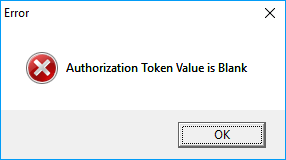 Error
Authorization Token Value is Blank
OK